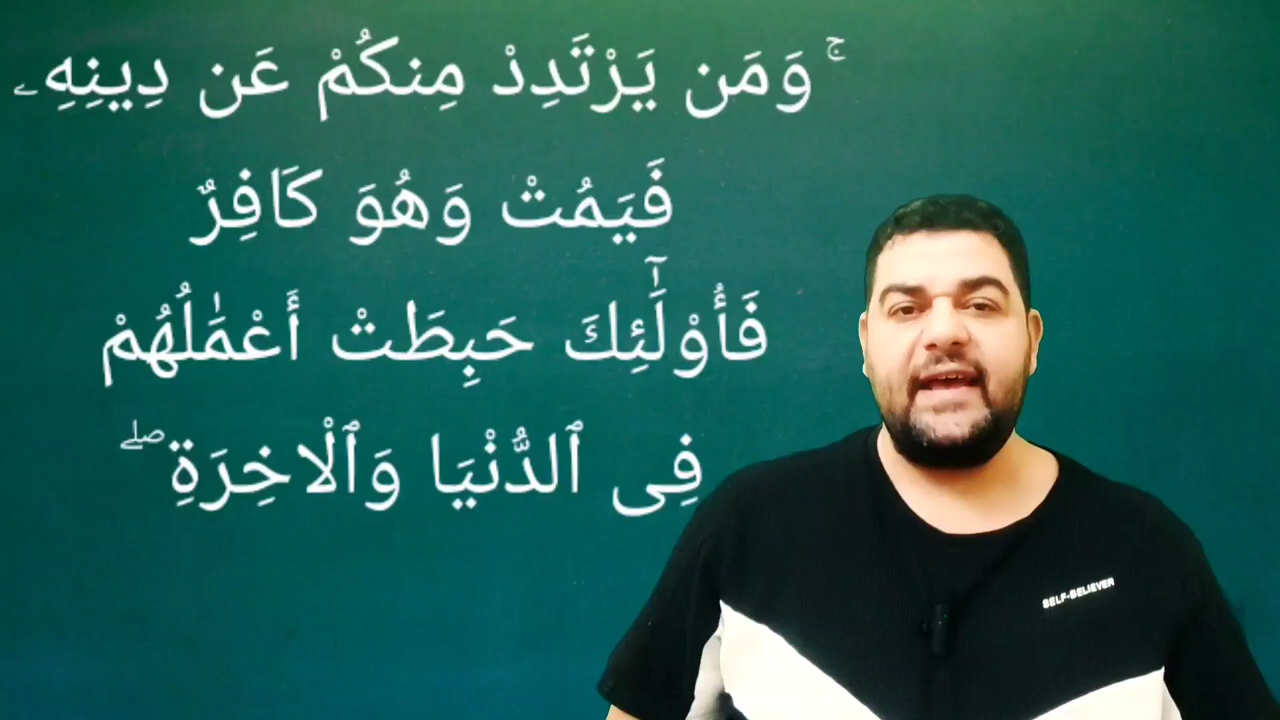 ۚ وَمَن يَرْتَدِدْ مِنكُمْ عَن دِينِهِۦ
فَيَمُتْ وَهُوَ كَافِرٌ
فَأُوْلَٰٓئِكَ حَبِطَتْ أَعْمَٰلُهُمْ
فِى ٱلدُّنْيَا وَٱلْاخِرَةِ ۖ
SELF-BELIEVER